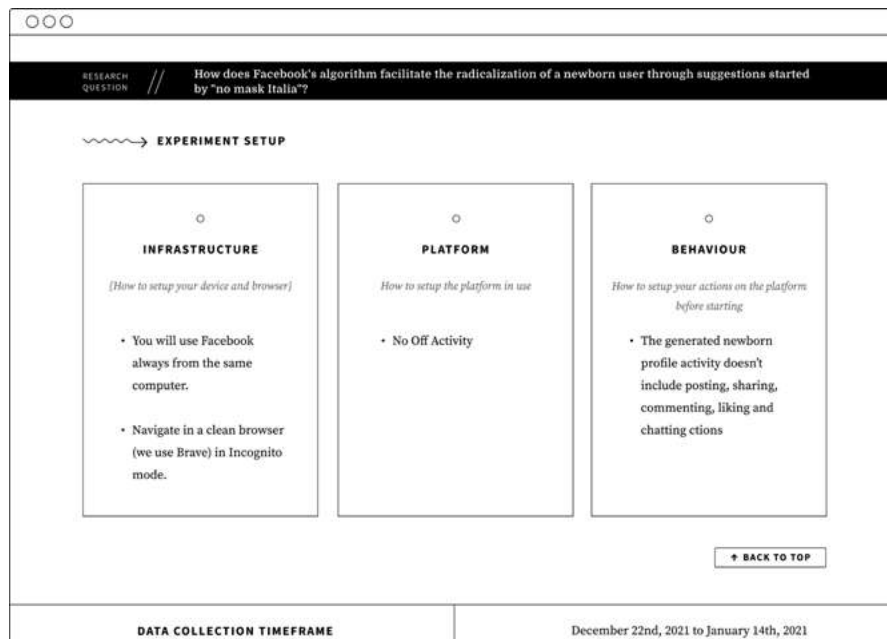 RESEARCH
QUESTION
//
How does Facebook's algorithm facilitate the radicalization of a newborn user through suggestions started
by "no mask Italia"?
EXPERIMENT SETUP
INFRASTRUCTURE
{How to setup your device and browser}
• You will use Facebook
always from the same
computer.
• Navigate in a clean browser
(we use Brave) in Incognito
mode.
PLATFORM
How to setup the platform in use
• No Off Activity
BEHAVIOUR
How to setup your actions on the platform
before starting
• The generated newborn
profile activity doesn't
include posting, sharing,
commenting, liking and
chatting ctions
↑ BACK TO TOP
DATA COLLECTION TIMEFRAME
December 22nd, 2021 to January 14th, 2021